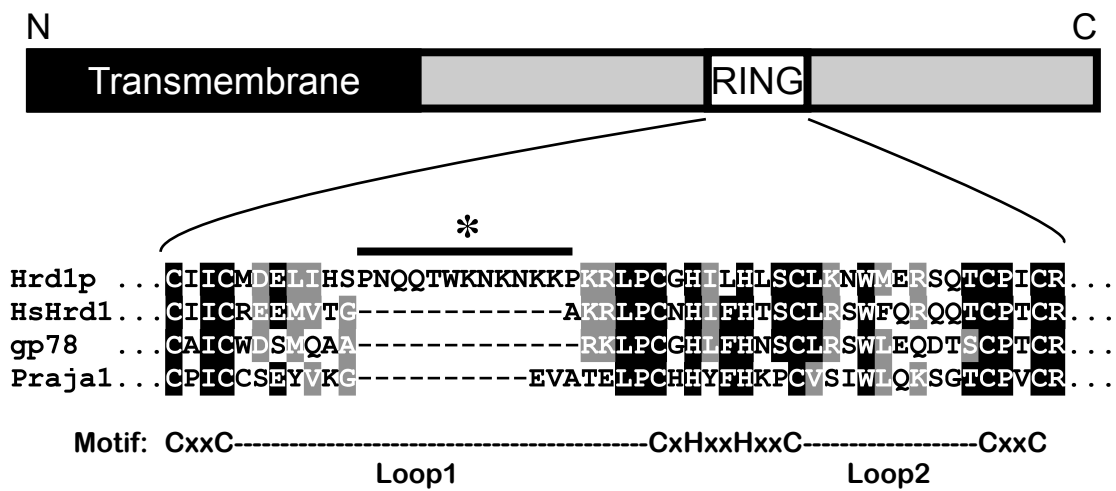 N C
Transmembrane RING
*
Hrd1p ...CIICMDELIHSPNQQTWKNKNKKPKRLPCGHILHLSCLKNWMERSQTCPICR...
HsHrd1...CIICREEMVTG------------AKRLPCNHIFHTSCLRSWFQRQQTCPTCR...
gp78 ...CAICWDSMQAA-------------RKLPCGHLFHNSCLRSWLEQDTSCPTCR...
Praja1...CPICCSEYVKG----------EVATELPCHHYFHKPCVSIWLQKSGTCPVCR...
Motif: CxxC------------------------CxHxxHxxC----------CxxC
Loop1 Loop2